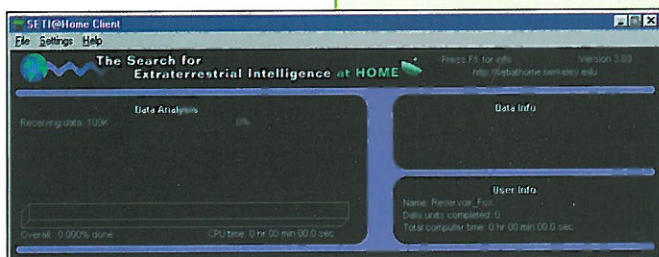 SETI@Home Client
File Settings Help
The Search for
Extraterrestrial Intelligence at HOME
Press F1 for info
Version 3.03
http://setiathome.berkeley.edu
Data Analysis
Receiving data: 109K
0%
Overall: 0.000% done
CPU time: 0 hr 00 min 00.0 sec
Data Info
User Info
Name: Reservoir_Fox
Data units completed: 0
Total computer time: 0 hr 00 min 00.0 sec